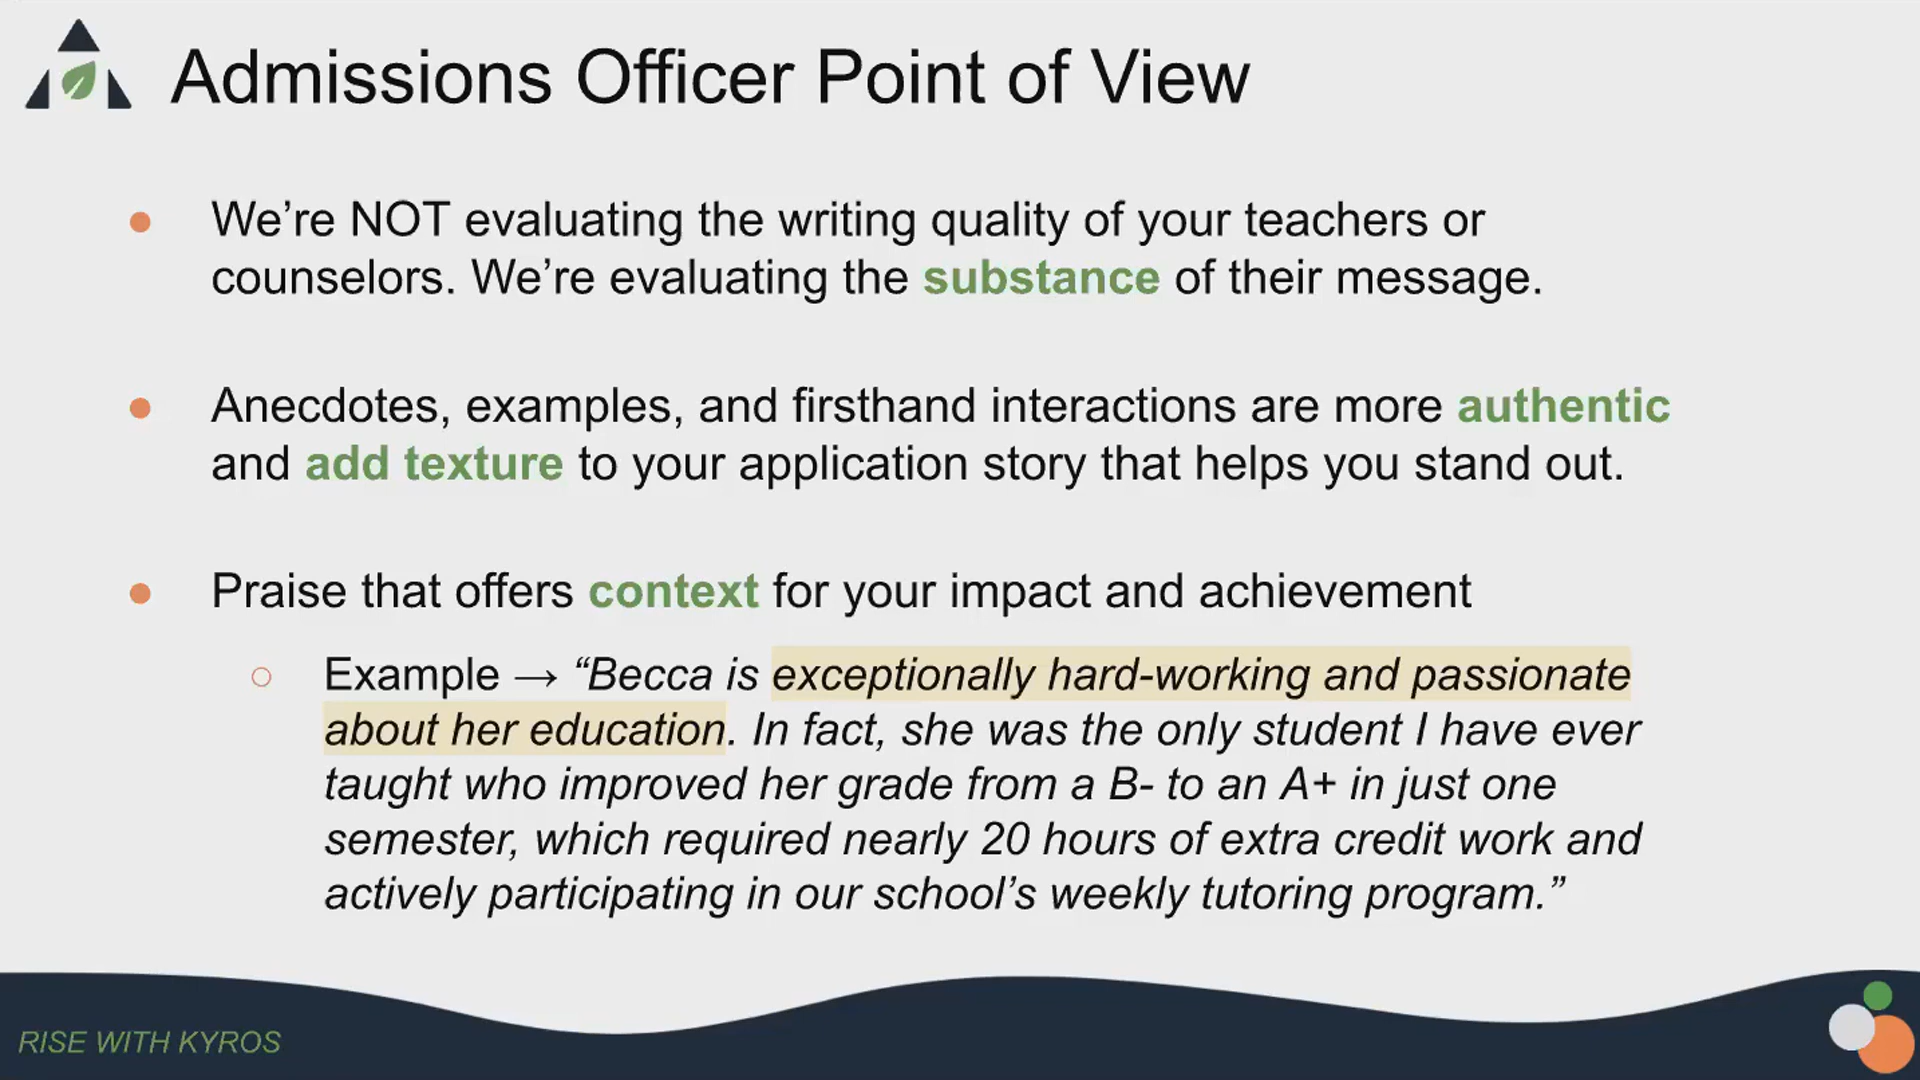 Admissions Officer Point of View
● We’re NOT evaluating the writing quality of your teachers or
counselors. We’re evaluating the substance of their message.
● Anecdotes, examples, and firsthand interactions are more authentic
and add texture to your application story that helps you stand out.
● Praise that offers context for your impact and achievement
○ Example → “Becca is exceptionally hard-working and passionate
about her education. In fact, she was the only student I have ever
taught who improved her grade from a B- to an A+ in just one
semester, which required nearly 20 hours of extra credit work and
actively participating in our school’s weekly tutoring program.”
RISE WITH KYROS